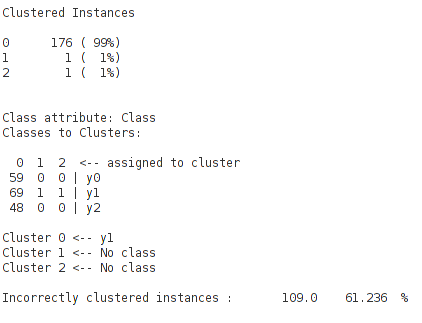 Clustered Instances
0      176 ( 99%)
1        1 (  1%)
2        1 (  1%)
Class attribute: Class
Classes to Clusters:
  0  1  2  <-- assigned to cluster
 59  0  0 | y0
 69  1  1 | y1
 48  0  0 | y2
Cluster 0 <-- y1
Cluster 1 <-- No class
Cluster 2 <-- No class
Incorrectly clustered instances :	109.0	 61.236 %